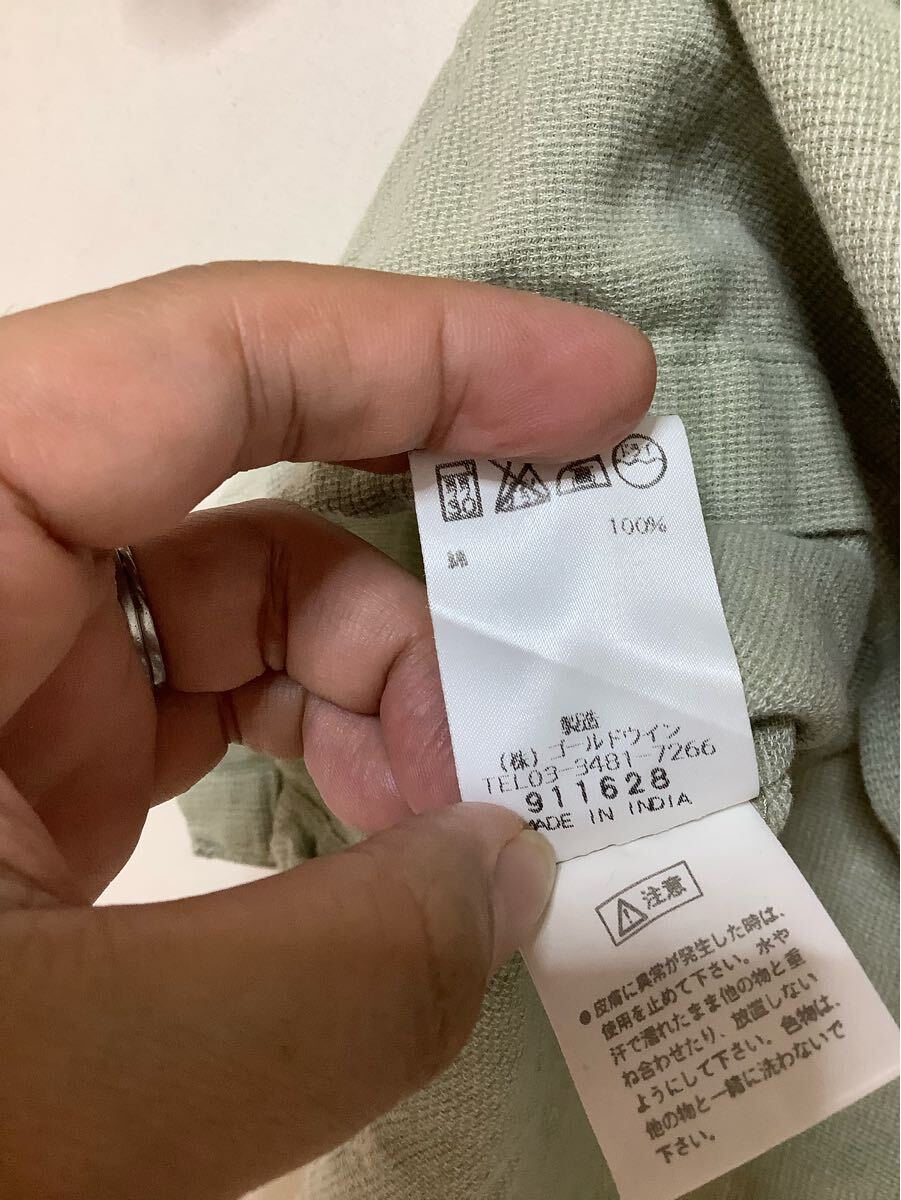 30
ドライ
綿 100%
製造
(株) ゴールドウイン
TEL03-3481-7266
911628
MADE IN INDIA
注意
●皮膚に異常が発生した時は、
使用を止めて下さい。水や
汗で濡れたまま他の物と重
ね合わせたり、放置しない
ようにして下さい。色物は、
他の物と一緒に洗わないで
下さい。